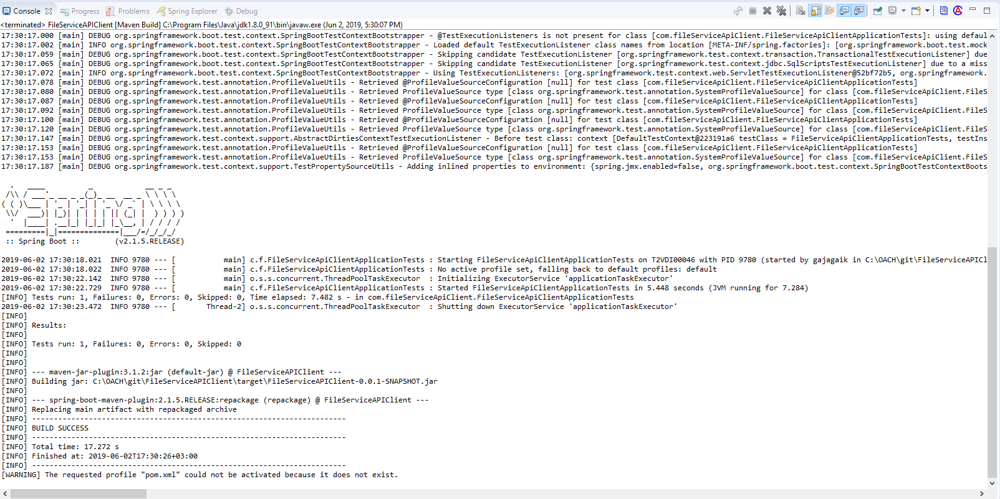 Console Progress Problems Spring Explorer Debug
<terminated> FileServiceAPIClient [Maven Build] C:\Program Files\Java\jdk1.8.0_91\bin\javaw.exe (Jun 2, 2019, 5:30:07 PM)
17:30:17.000 [main] DEBUG org.springframework.boot.test.context.SpringBootTestContextBootstrapper - @TestExecutionListeners is not present for class [com.fileServiceApiClient.FileServiceApiClientApplicationTests]: using defaul
17:30:17.002 [main] INFO org.springframework.boot.test.context.SpringBootTestContextBootstrapper - Loaded default TestExecutionListener class names from location [META-INF/spring.factories]: [org.springframework.boot.test.mock
17:30:17.059 [main] DEBUG org.springframework.boot.test.context.SpringBootTestContextBootstrapper - Skipping candidate TestExecutionListener [org.springframework.test.context.transaction.TransactionalTestExecutionListener] due
17:30:17.065 [main] DEBUG org.springframework.boot.test.context.SpringBootTestContextBootstrapper - Skipping candidate TestExecutionListener [org.springframework.test.context.jdbc.SqlScriptsTestExecutionListener] due to a miss
17:30:17.072 [main] INFO org.springframework.boot.test.context.SpringBootTestContextBootstrapper - Using TestExecutionListeners: [org.springframework.test.context.web.ServletTestExecutionListener@52bf72b5, org.springframework.
17:30:17.078 [main] DEBUG org.springframework.test.annotation.ProfileValueUtils - Retrieved @ProfileValueSourceConfiguration [null] for test class [com.fileServiceApiClient.FileServiceApiClientApplicationTests]
17:30:17.080 [main] DEBUG org.springframework.test.annotation.ProfileValueUtils - Retrieved ProfileValueSource type [class org.springframework.test.annotation.SystemProfileValueSource] for class [com.fileServiceApiClient.FileS
17:30:17.087 [main] DEBUG org.springframework.test.annotation.ProfileValueUtils - Retrieved @ProfileValueSourceConfiguration [null] for test class [com.fileServiceApiClient.FileServiceApiClientApplicationTests]
17:30:17.092 [main] DEBUG org.springframework.test.annotation.ProfileValueUtils - Retrieved ProfileValueSource type [class org.springframework.test.annotation.SystemProfileValueSource] for class [com.fileServiceApiClient.FileS
17:30:17.100 [main] DEBUG org.springframework.test.annotation.ProfileValueUtils - Retrieved @ProfileValueSourceConfiguration [null] for test class [com.fileServiceApiClient.FileServiceApiClientApplicationTests]
17:30:17.120 [main] DEBUG org.springframework.test.annotation.ProfileValueUtils - Retrieved ProfileValueSource type [class org.springframework.test.annotation.SystemProfileValueSource] for class [com.fileServiceApiClient.FileS
17:30:17.147 [main] DEBUG org.springframework.test.context.support.AbstractDirtiesContextTestExecutionListener - Before test class: context [DefaultTestContext@223191a6 testClass = FileServiceApiClientApplicationTests, testIns
17:30:17.153 [main] DEBUG org.springframework.test.annotation.ProfileValueUtils - Retrieved @ProfileValueSourceConfiguration [null] for test class [com.fileServiceApiClient.FileServiceApiClientApplicationTests]
17:30:17.153 [main] DEBUG org.springframework.test.annotation.ProfileValueUtils - Retrieved ProfileValueSource type [class org.springframework.test.annotation.SystemProfileValueSource] for class [com.fileServiceApiClient.FileS
17:30:17.187 [main] DEBUG org.springframework.test.context.support.TestPropertySourceUtils - Adding inlined properties to environment: {spring.jmx.enabled=false, org.springframework.boot.test.context.SpringBootTestContextBoots
  .   ____          _            __ _ _
 /\\ / ___'_ __ _ _(_)_ __  __ _ \ \ \ \
( ( )\___ | '_ | '_| | '_ \/ _` | \ \ \ \
 \\/  ___)| |_)| | | | | || (_| |  ) ) ) )
  '  |____| .__|_| |_|_| |_\__, | / / / /
 =========|_|==============|___/=/_/_/_/
 :: Spring Boot ::        (v2.1.5.RELEASE)
2019-06-02 17:30:18.021  INFO 9780 --- [           main] c.f.FileServiceApiClientApplicationTests : Starting FileServiceApiClientApplicationTests on T2VDI00046 with PID 9780 (started by gajagaik in C:\OACH\git\FileServiceAPICl
2019-06-02 17:30:18.022  INFO 9780 --- [           main] c.f.FileServiceApiClientApplicationTests : No active profile set, falling back to default profiles: default
2019-06-02 17:30:22.142  INFO 9780 --- [           main] o.s.s.concurrent.ThreadPoolTaskExecutor  : Initializing ExecutorService 'applicationTaskExecutor'
2019-06-02 17:30:22.729  INFO 9780 --- [           main] c.f.FileServiceApiClientApplicationTests : Started FileServiceApiClientApplicationTests in 5.448 seconds (JVM running for 7.284)
[INFO] Tests run: 1, Failures: 0, Errors: 0, Skipped: 0, Time elapsed: 7.482 s - in com.fileServiceApiClient.FileServiceApiClientApplicationTests
2019-06-02 17:30:23.472  INFO 9780 --- [       Thread-2] o.s.s.concurrent.ThreadPoolTaskExecutor  : Shutting down ExecutorService 'applicationTaskExecutor'
[INFO]
[INFO] Results:
[INFO]
[INFO] Tests run: 1, Failures: 0, Errors: 0, Skipped: 0
[INFO]
[INFO]
[INFO] --- maven-jar-plugin:3.1.2:jar (default-jar) @ FileServiceAPIClient ---
[INFO] Building jar: C:\OACH\git\FileServiceAPIClient\target\FileServiceAPIClient-0.0.1-SNAPSHOT.jar
[INFO]
[INFO] --- spring-boot-maven-plugin:2.1.5.RELEASE:repackage (repackage) @ FileServiceAPIClient ---
[INFO] Replacing main artifact with repackaged archive
[INFO] ------------------------------------------------------------------------
[INFO] BUILD SUCCESS
[INFO] ------------------------------------------------------------------------
[INFO] Total time: 17.272 s
[INFO] Finished at: 2019-06-02T17:30:26+03:00
[INFO] ------------------------------------------------------------------------
[WARNING] The requested profile "pom.xml" could not be activated because it does not exist.